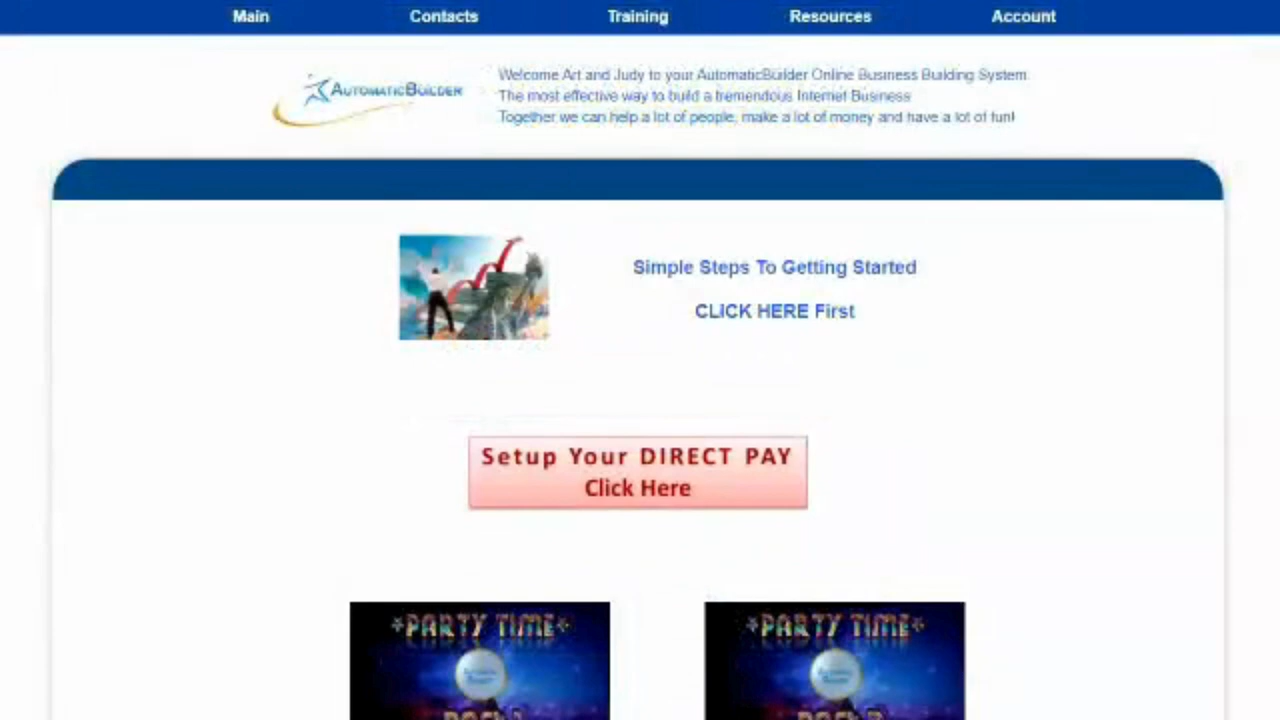 Main Contacts Training Resources Account
AUTOMATICBUILDER
Welcome Art and Judy to your AutomaticBuilder Online Business Building System
The most effective way to build a tremendous Internet Business
Together we can help a lot of people, make a lot of money and have a lot of fun!
Simple Steps To Getting Started
CLICK HERE First
Setup Your DIRECT PAY
Click Here
*PARTY TIME* *PARTY TIME*